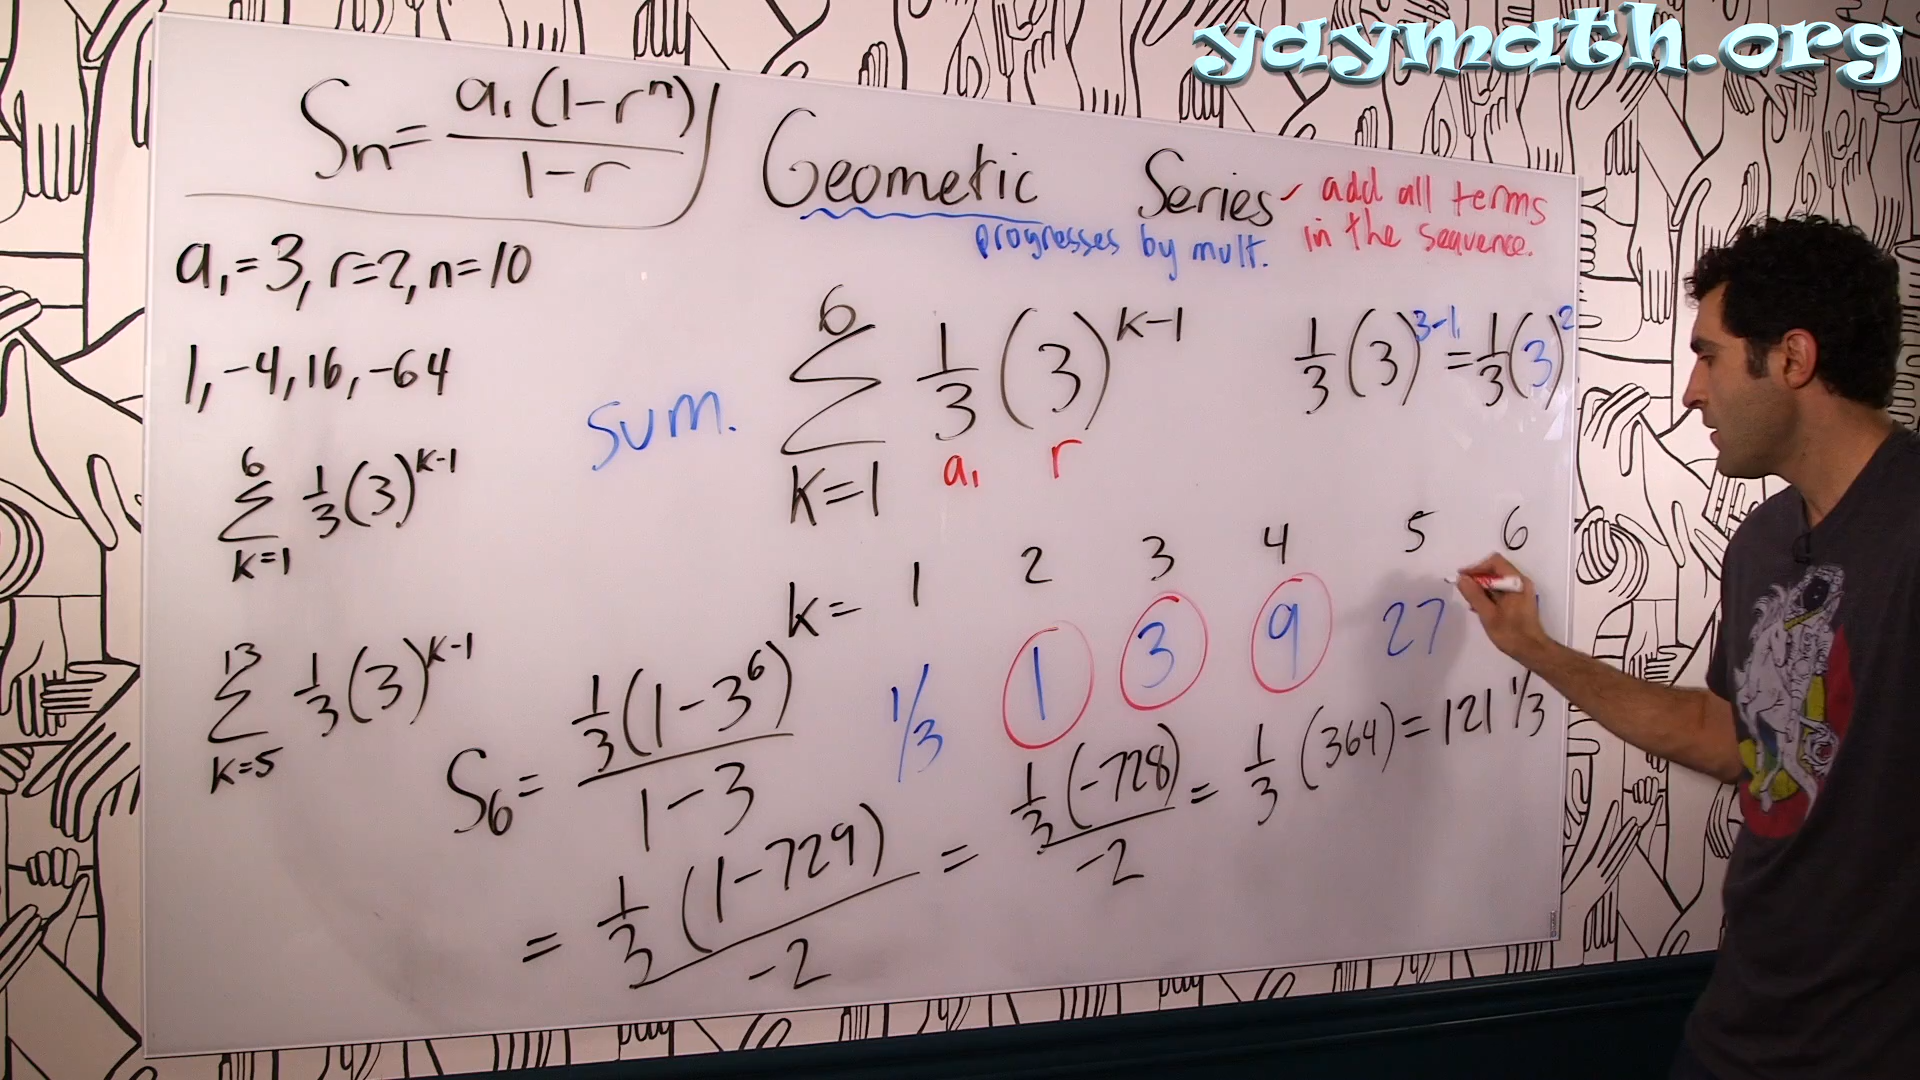 yaymath.org
Sn = a₁(1-rⁿ) / 1-r
Geometic Series - add all terms
in the sequence.
progresses by mult.
a₁=3, r=2, n=10
1, -4, 16, -64
6 Σ k=1 1/3 (3)^k-1
13 Σ k=5 1/3 (3)^k-1
sum.
6 Σ k=1 1/3 (3)^k-1
a₁ r
1/3 (3)^3-1 = 1/3 (3)^2
k= 1 2 3 4 5 6
1/3 1 3 9 27
S₆ = 1/3 (1-3⁶) / 1-3
= 1/3 (1-729) / -2 = 1/3 (-728) / -2 = 1/3 (364) = 121 1/3